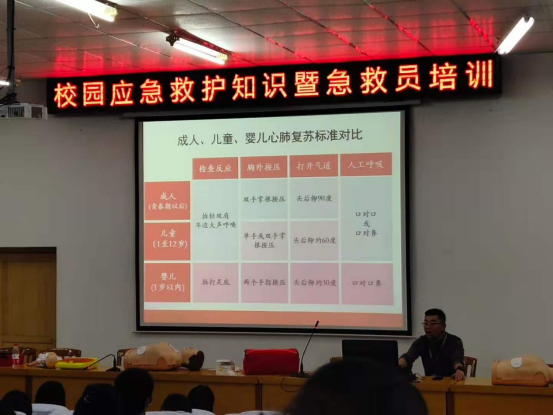 校园应急救护知识暨急救员培训
成人、儿童、婴儿心肺复苏标准对比
检查反应 胸外按压 打开气道 人工呼吸
成人
(青春期以后)
拍轻双肩
耳边大声呼唤
双手掌根按压
头后仰90度
口对口
或
口对鼻
儿童
(1至12岁)
单手或双手掌
根按压
头后仰约60度
婴儿
(1岁以内)
拍打足底
两个手指按压
头后仰约30度
口对口鼻